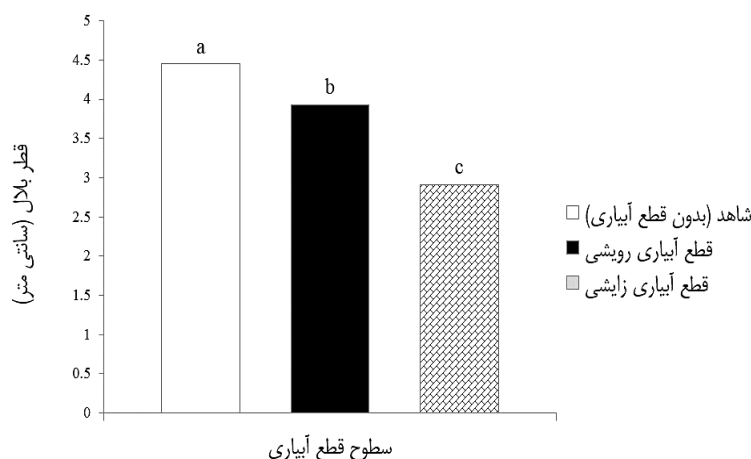 5
4.5
4
3.5
3
2.5
2
1.5
1
0.5
0
a
b
c
قطر بلال (سانتی متر)
سطوح قطع آبیاری
شاهد (بدون قطع آبیاری)
قطع آبیاری رویشی
قطع آبیاری زایشی